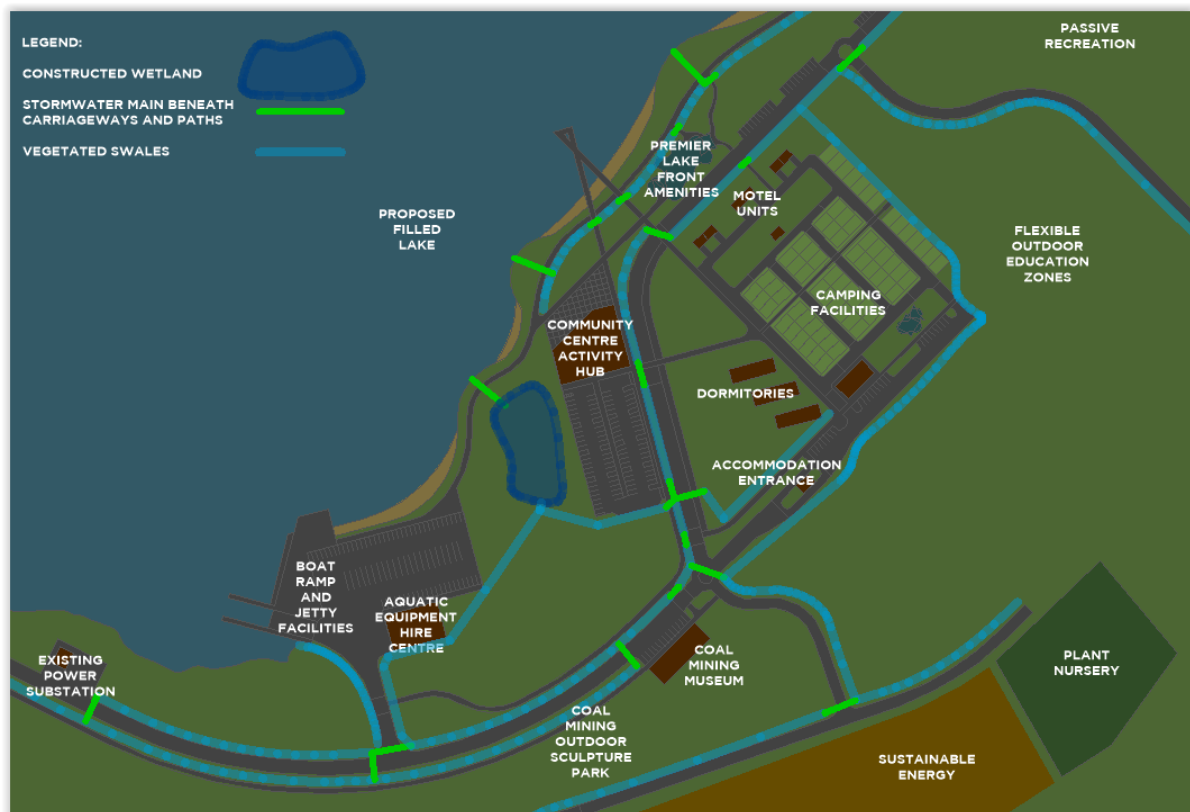 LEGEND:
CONSTRUCTED WETLAND
STORMWATER MAIN BENEATH
CARRIAGEWAYS AND PATHS
VEGETATED SWALES
PASSIVE
RECREATION
PREMIER
LAKE
FRONT
AMENITIES
MOTEL
UNITS
PROPOSED
FILLED
LAKE
FLEXIBLE
OUTDOOR
EDUCATION
ZONES
CAMPING
FACILITIES
COMMUNITY
CENTRE
ACTIVITY
HUB
DORMITORIES
ACCOMMODATION
ENTRANCE
BOAT
RAMP
AND
JETTY
FACILITIES
AQUATIC
EQUIPMENT
HIRE
CENTRE
EXISTING
POWER
SUBSTATION
COAL
MINING
MUSEUM
PLANT
NURSERY
COAL
MINING
OUTDOOR
SCULPTURE
PARK
SUSTAINABLE
ENERGY